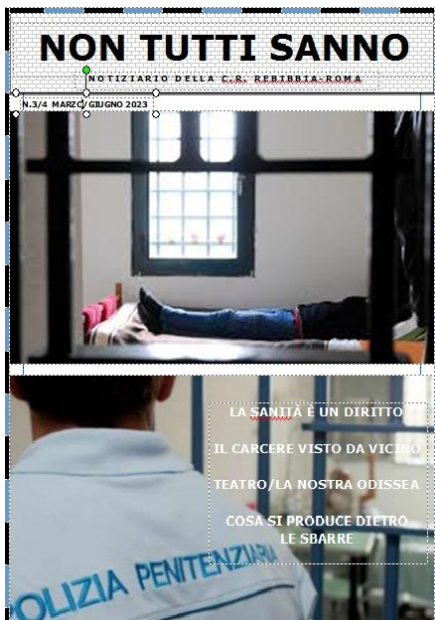 NON TUTTI SANNO
NOTIZIARIO DELLA C.R. REBIBBIA-ROMA
N.3/4 MARZO/GIUGNO 2023
LA SANITÀ È UN DIRITTO
IL CARCERE VISTO DA VICINO
TEATRO/LA NOSTRA ODISSEA
COSA SI PRODUCE DIETRO
LE SBARRE
POLIZIA PENITENZIARIA